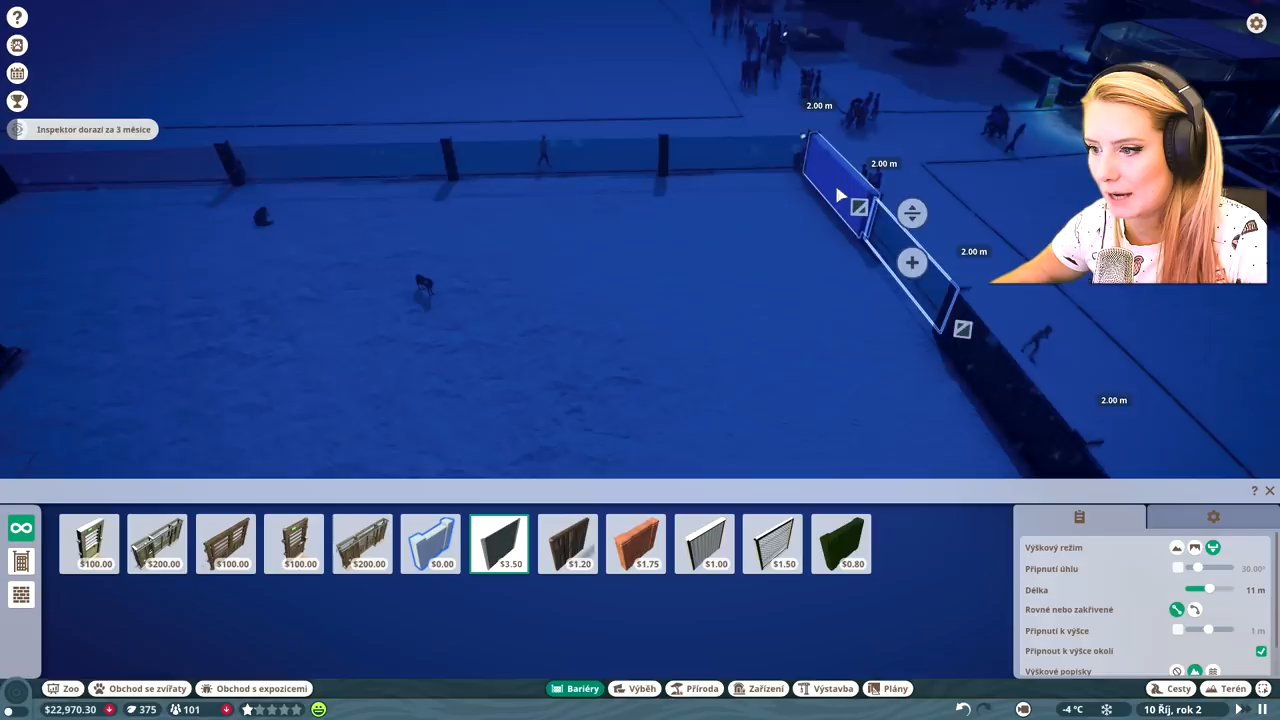 ?
Inspektor dorazí za 3 měsíce
2.00 m
2.00 m
2.00 m
2.00 m
?
$100.00
$200.00
$100.00
$100.00
$200.00
$0.00
$3.50
$1.20
$1.75
$1.00
$1.50
$0.80
Výškový režim
Připnutí úhlu
30.00°
Délka
11 m
Rovné nebo zakřivené
Připnutí k výšce
1 m
Připnout k výšce okolí
Výškové popisky
Zoo
Obchod se zvířaty
Obchod s expozicemi
Bariéry
Výběh
Příroda
Zařízení
Výstavba
Plány
Cesty
Terén
$22,970.30
375
101
-4 °C
10 Říj, rok 2